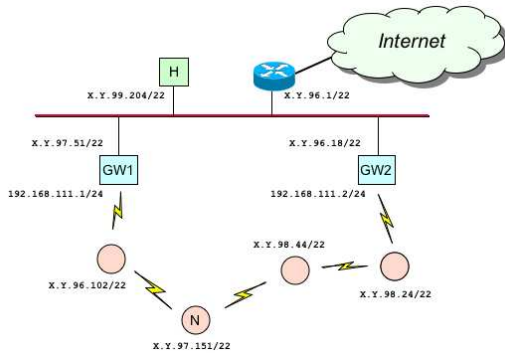 Internet
H
X.Y.99.204/22
X.Y.96.1/22
X.Y.97.51/22
X.Y.96.18/22
GW1
GW2
192.168.111.1/24
192.168.111.2/24
X.Y.98.44/22
X.Y.96.102/22
X.Y.98.24/22
N
X.Y.97.151/22